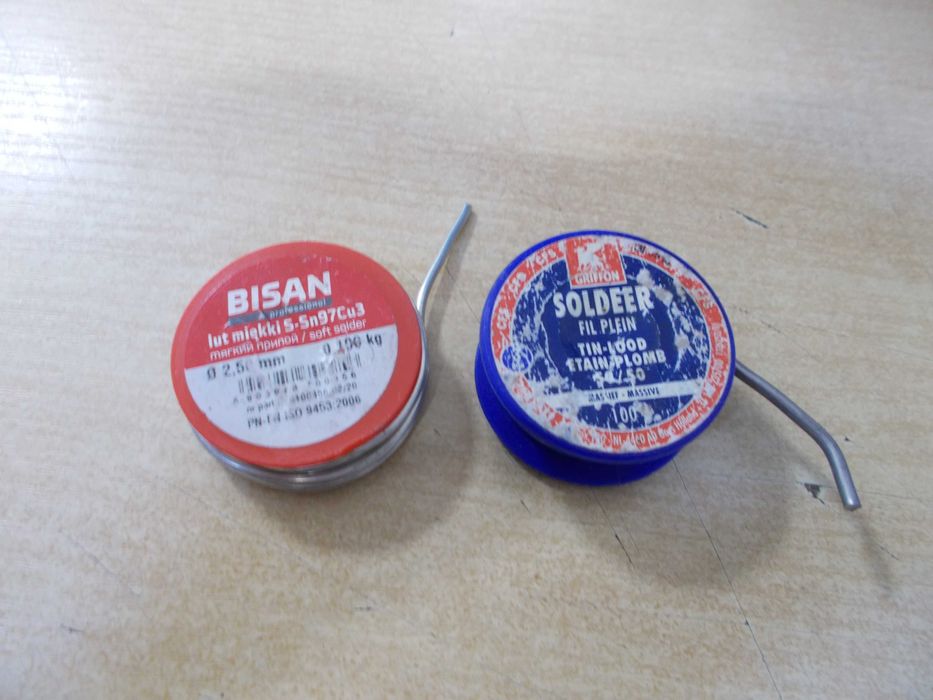 BISAN
professional
lut miękki S-Sn97Cu3
мягкий припой / soft solder
Ø 2,50 mm 0,100 kg
PN-EN ISO 9453:2006
GRIFFON
SOLDEER
FIL PLEIN
TIN-LOOD
ETAIN-PLOMB
50/50
MASSIEF - MASSIVE
100